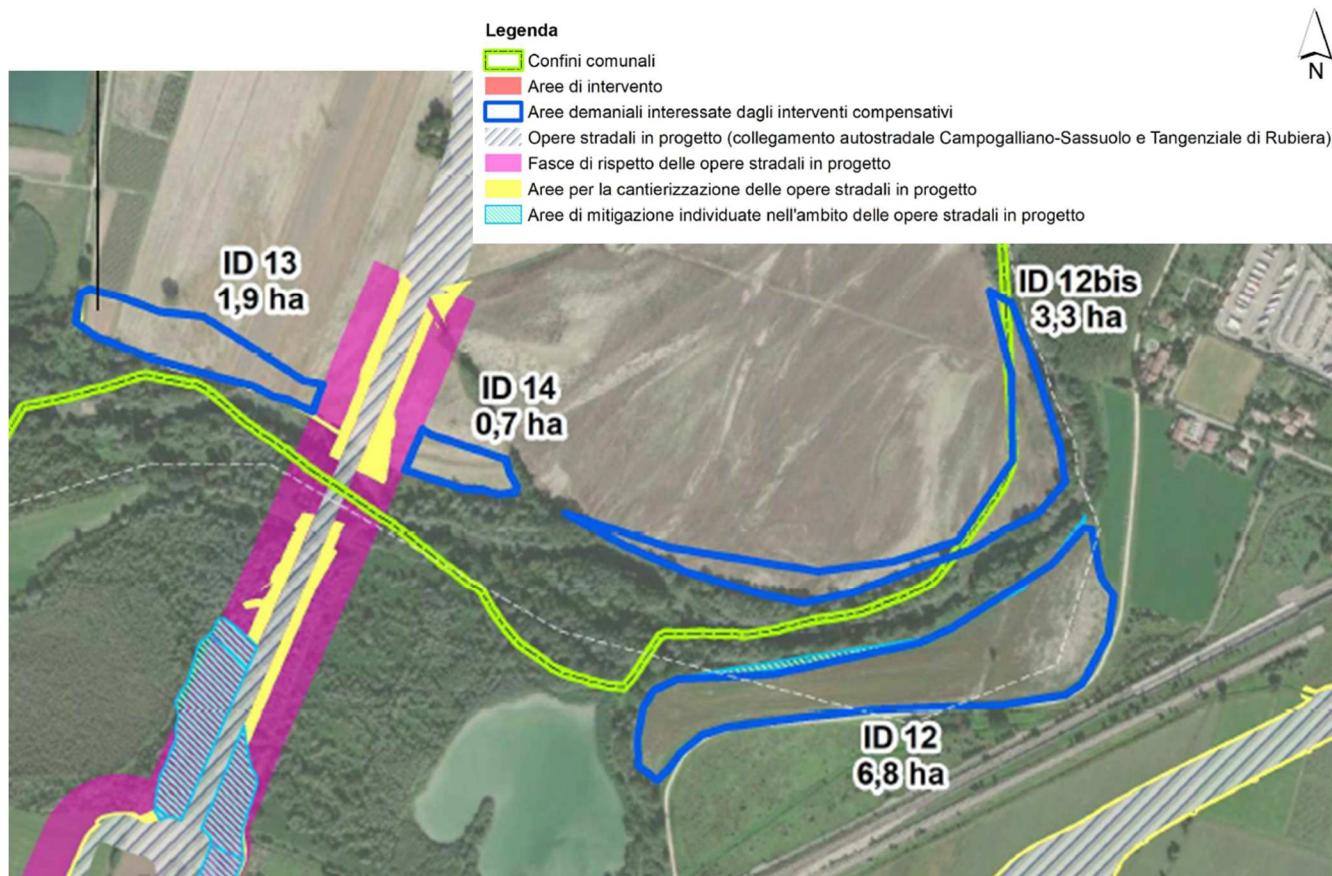 Legenda
Confini comunali
Aree di intervento
Aree demaniali interessate dagli interventi compensativi
Opere stradali in progetto (collegamento autostradale Campogalliano-Sassuolo e Tangenziale di Rubiera)
Fasce di rispetto delle opere stradali in progetto
Aree per la cantierizzazione delle opere stradali in progetto
Aree di mitigazione individuate nell'ambito delle opere stradali in progetto
N
ID 13
1,9 ha
ID 12bis
3,3 ha
ID 14
0,7 ha
ID 12
6,8 ha